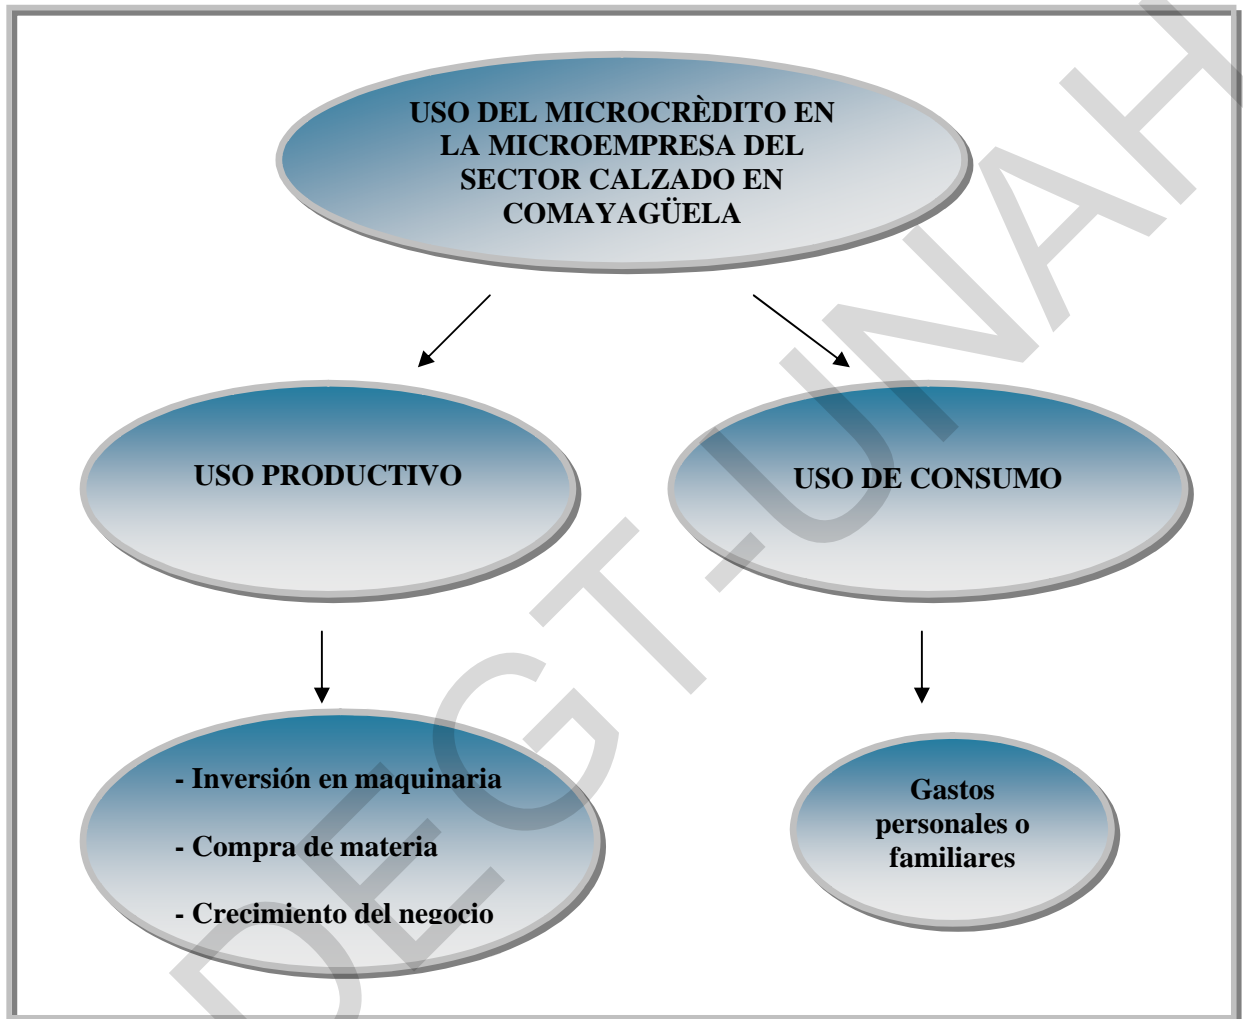 USO DEL MICROCRÈDITO EN
LA MICROEMPRESA DEL
SECTOR CALZADO EN
COMAYAGÜELA
USO PRODUCTIVO
USO DE CONSUMO
- Inversión en maquinaria
- Compra de materia
- Crecimiento del negocio
Gastos
personales o
familiares
DEGT-UNAH